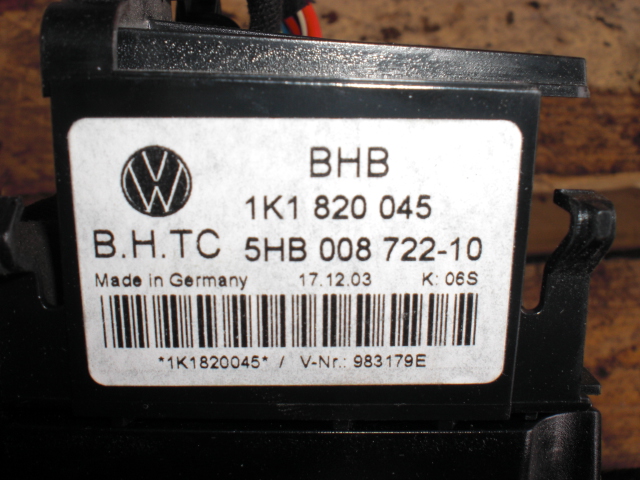 BHB
1K1 820 045
B.H.TC 5HB 008 722-10
Made in Germany 17.12.03 K: 06S
*1K1820045* / V-Nr.: 983179E